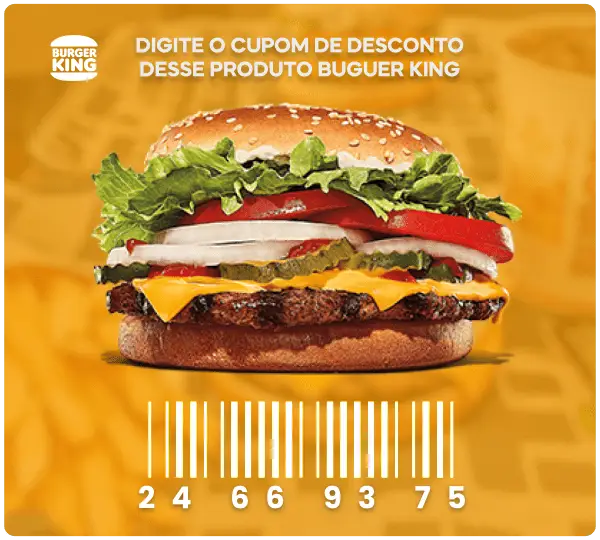 BURGER
KING
DIGITE O CUPOM DE DESCONTO
DESSE PRODUTO BUGUER KING
24 66 93 75